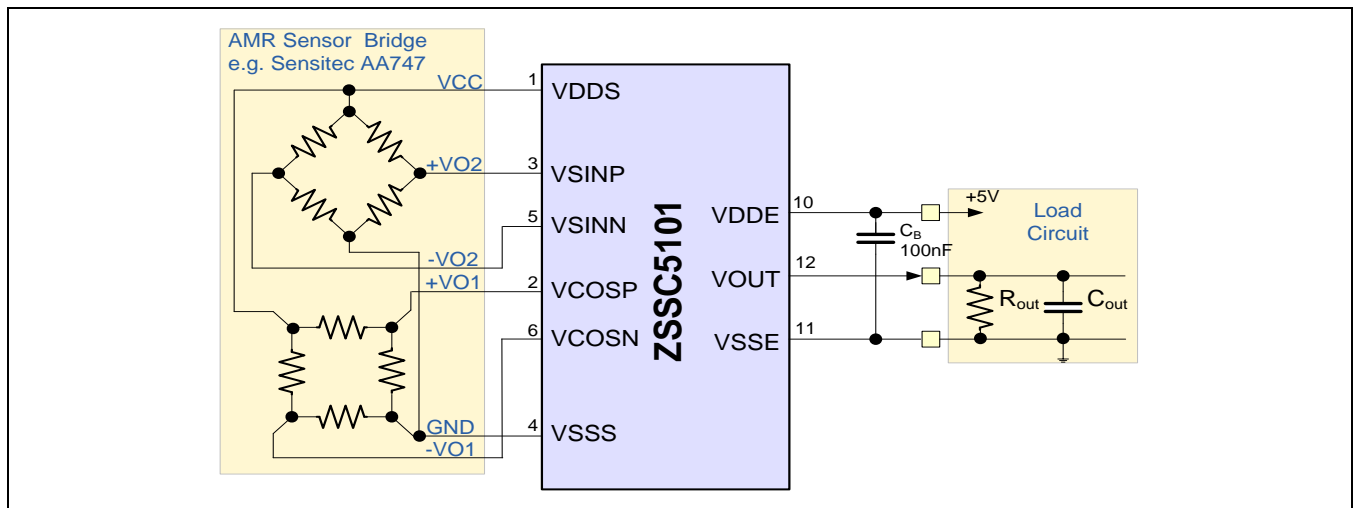 AMR Sensor Bridge
e.g. Sensitec AA747
VCC
+VO2
-VO2
+VO1
GND
-VO1
1
VDDS
3
VSINP
5
VSINN
2
VCOSP
6
VCOSN
4
VSSS
ZSSC5101
VDDE
10
VOUT
12
VSSE
11
CB
100nF
+5V
Load
Circuit
Rout
Cout